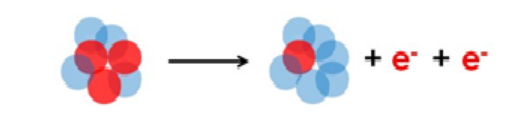 + e⁻ + e⁻